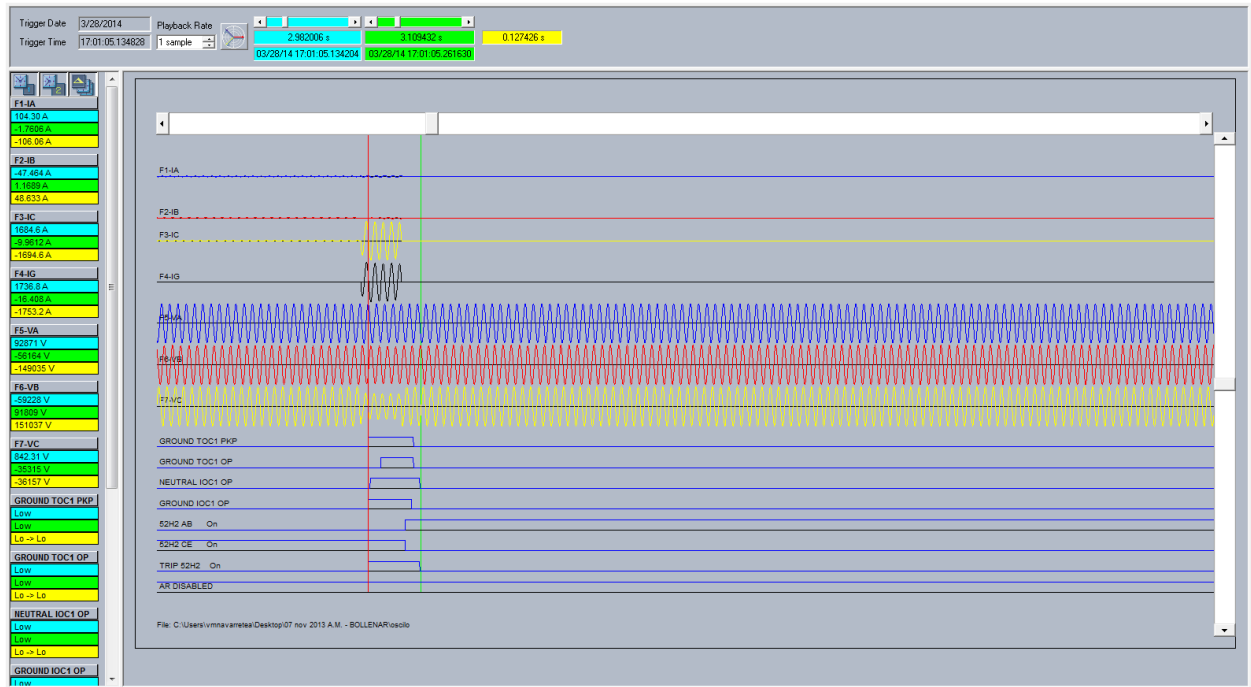 Trigger Date 3/28/2014 Playback Rate
Trigger Time 17:01:05.134828 1 sample
2.982006 s 3.109432 s 0.127426 s
03/28/14 17:01:05.134204 03/28/14 17:01:05.261630
F1-IA
104.30 A
-1.7606 A
-106.06 A
F2-IB
-47.464 A
1.1689 A
48.633 A
F3-IC
1684.6 A
-9.9612 A
-1694.6 A
F4-IG
1736.8 A
-16.408 A
-1753.2 A
F5-VA
92871 V
-56164 V
-149035 V
F6-VB
-59228 V
91809 V
151037 V
F7-VC
842.31 V
-35315 V
-36157 V
GROUND TOC1 PKP
Low
Low
Lo -> Lo
GROUND TOC1 OP
Low
Low
Lo -> Lo
NEUTRAL IOC1 OP
Low
Low
Lo -> Lo
GROUND IOC1 OP
Low
F1-IA
F2-IB
F3-IC
F4-IG
F5-VA
F6-VB
F7-VC
GROUND TOC1 PKP
GROUND TOC1 OP
NEUTRAL IOC1 OP
GROUND IOC1 OP
52H2 AB On
52H2 CE On
TRIP 52H2 On
AR DISABLED
File: C:\Users\vmnavarretea\Desktop\07 nov 2013 A.M. - BOLLENAR\oscilo